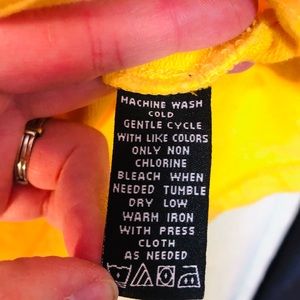 MACHINE WASH
COLD
GENTLE CYCLE
WITH LIKE COLORS
ONLY NON
CHLORINE
BLEACH WHEN
NEEDED TUMBLE
DRY LOW
WARM IRON
WITH PRESS
CLOTH
AS NEEDED